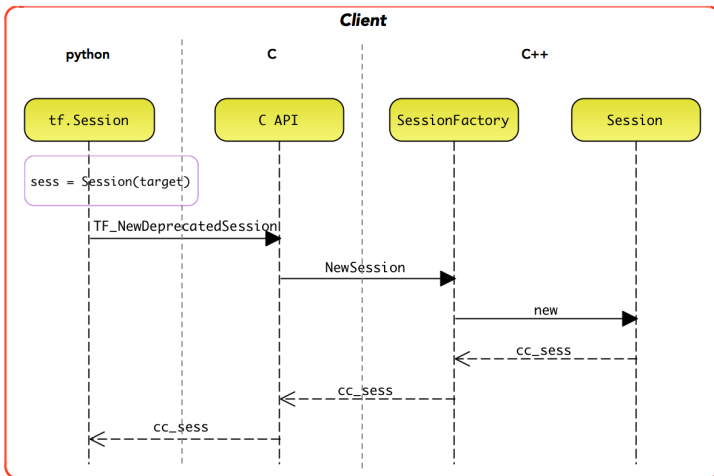 Client
python
C
C++
tf.Session
C API
SessionFactory
Session
sess = Session(target)
TF_NewDeprecatedSession
NewSession
new
cc_sess
cc_sess
cc_sess